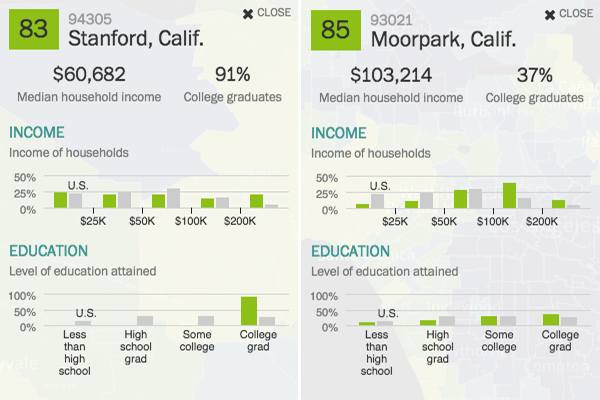 83
94305
Stanford, Calif.
✖ CLOSE
$60,682
Median household income
91%
College graduates
INCOME
Income of households
50%
25%
0%
U.S.
$25K $50K $100K $200K
EDUCATION
Level of education attained
100%
50%
0%
U.S.
Less than high school
High school grad
Some college
College grad
85
93021
Moorpark, Calif.
✖ CLOSE
$103,214
Median household income
37%
College graduates
INCOME
Income of households
50%
25%
0%
U.S.
$25K $50K $100K $200K
EDUCATION
Level of education attained
100%
50%
0%
U.S.
Less than high school
High school grad
Some college
College grad